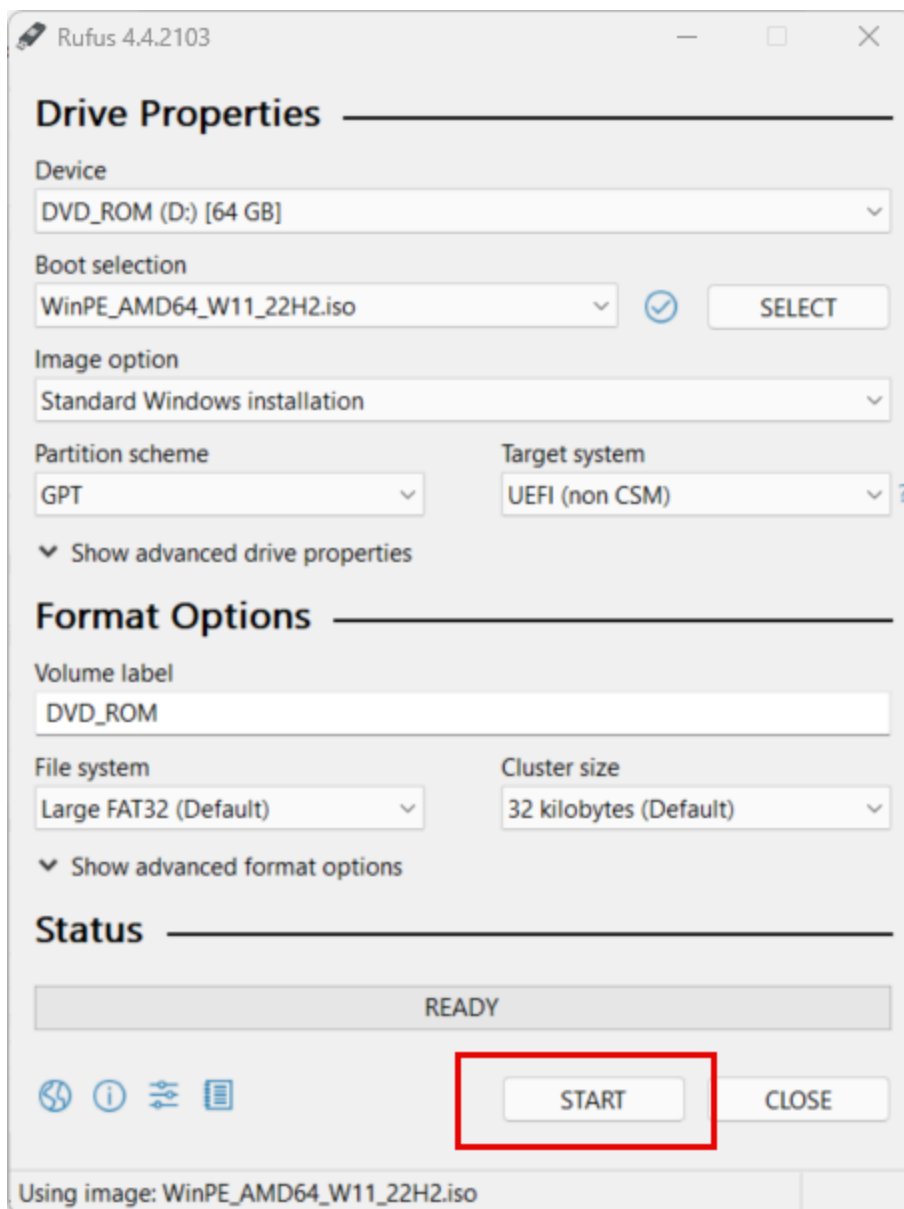 Rufus 4.4.2103
Drive Properties
Device
DVD_ROM (D:) [64 GB]
Boot selection
WinPE_AMD64_W11_22H2.iso
SELECT
Image option
Standard Windows installation
Partition scheme
Target system
GPT
UEFI (non CSM)
?
Show advanced drive properties
Format Options
Volume label
DVD_ROM
File system
Cluster size
Large FAT32 (Default)
32 kilobytes (Default)
Show advanced format options
Status
READY
START
CLOSE
Using image: WinPE_AMD64_W11_22H2.iso